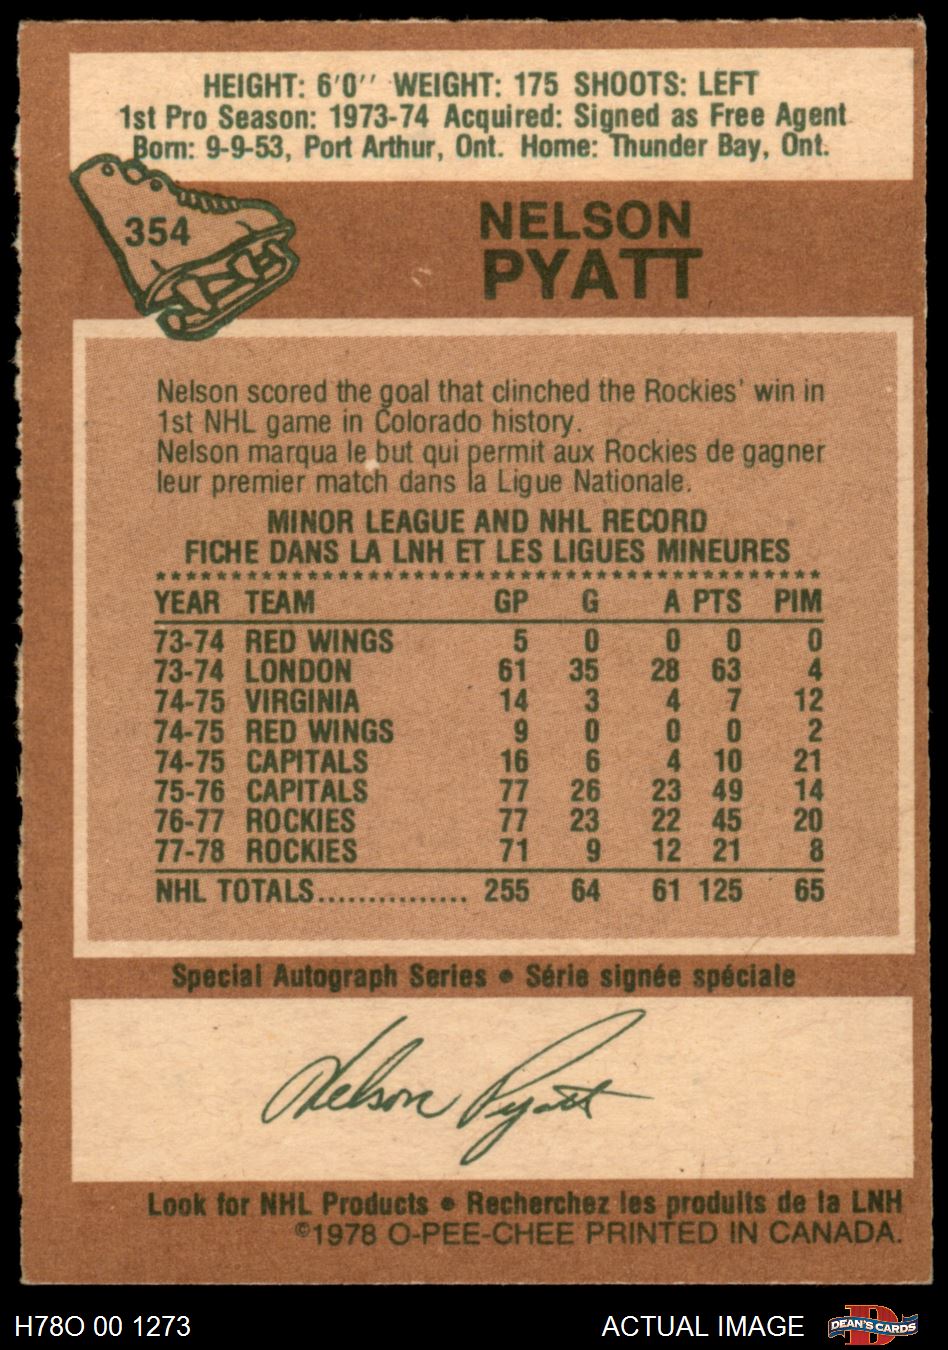 HEIGHT: 6'0'' WEIGHT: 175 SHOOTS: LEFT
1st Pro Season: 1973-74 Acquired: Signed as Free Agent
Born: 9-9-53, Port Arthur, Ont. Home: Thunder Bay, Ont.
354
NELSON
PYATT
Nelson scored the goal that clinched the Rockies' win in
1st NHL game in Colorado history.
Nelson marqua le but qui permit aux Rockies de gagner
leur premier match dans la Ligue Nationale.
MINOR LEAGUE AND NHL RECORD
FICHE DANS LA LNH ET LES LIGUES MINEURES
YEAR TEAM GP G A PTS PIM
73-74 RED WINGS 5 0 0 0 0
73-74 LONDON 61 35 28 63 4
74-75 VIRGINIA 14 3 4 7 12
74-75 RED WINGS 9 0 0 0 2
74-75 CAPITALS 16 6 4 10 21
75-76 CAPITALS 77 26 23 49 14
76-77 ROCKIES 77 23 22 45 20
77-78 ROCKIES 71 9 12 21 8
NHL TOTALS............... 255 64 61 125 65
Special Autograph Series • Série signée spéciale
Nelson Pyatt
Look for NHL Products • Recherchez les produits de la LNH
©1978 O-PEE-CHEE PRINTED IN CANADA.
H78O 00 1273 ACTUAL IMAGE DEAN'S CARDS